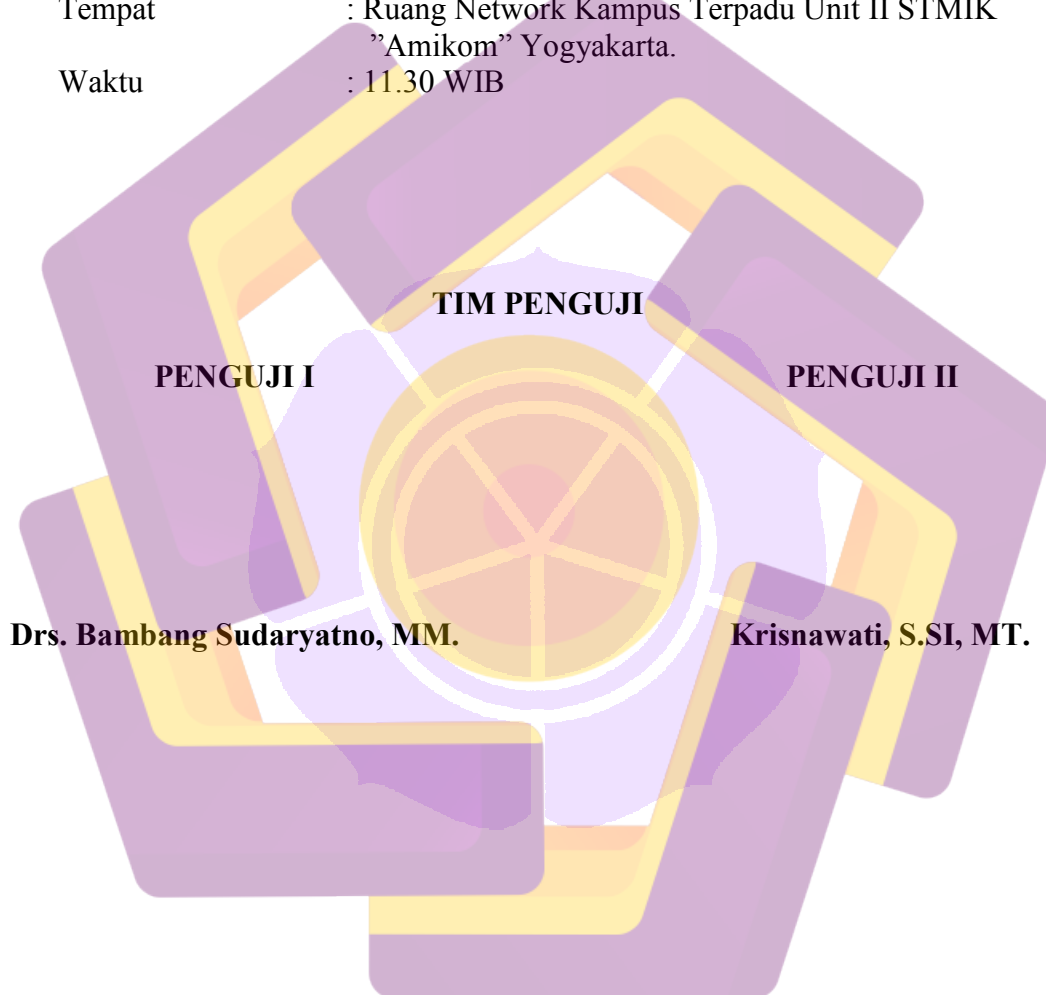 Tempat : Ruang Network Kampus Terpadu Unit II STMIK
”Amikom” Yogyakarta.
Waktu : 11.30 WIB
TIM PENGUJI
PENGUJI I PENGUJI II
Drs. Bambang Sudaryatno, MM. Krisnawati, S.SI, MT.